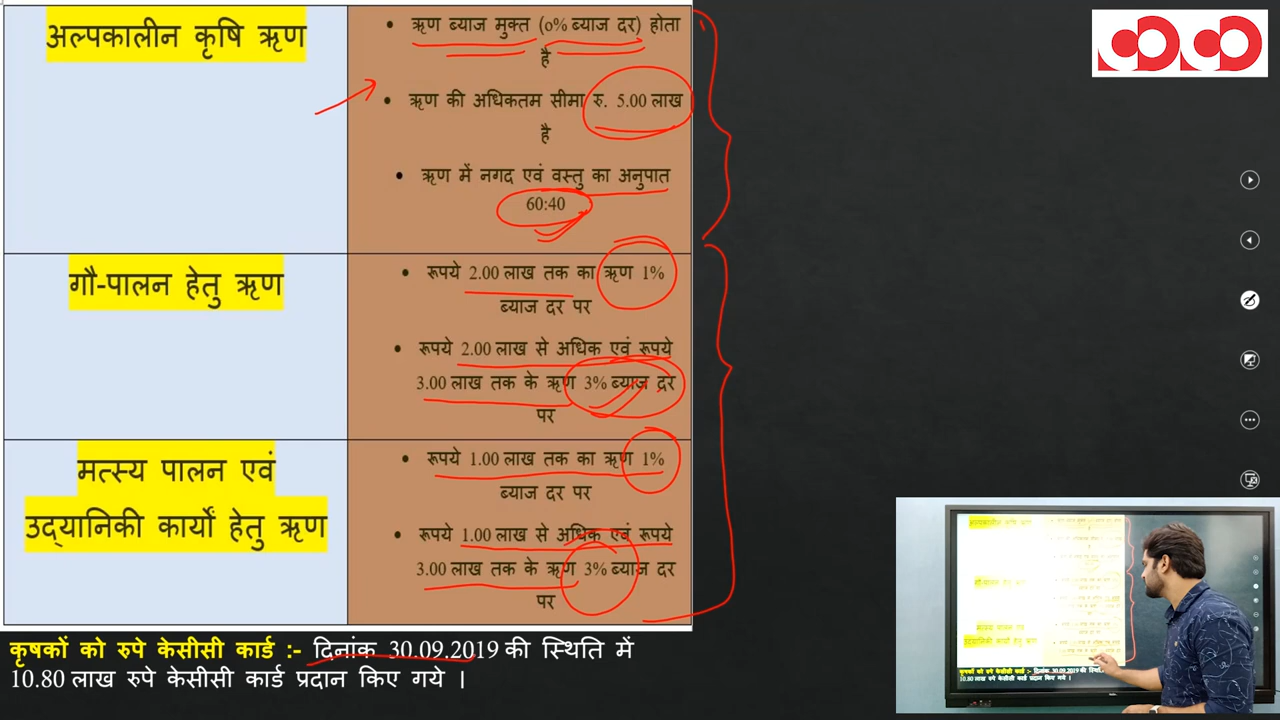 अल्पकालीन कृषि ऋण
• ऋण ब्याज मुक्त (0% ब्याज दर) होता
है
• ऋण की अधिकतम सीमा रु. 5.00 लाख
है
• ऋण में नगद एवं वस्तु का अनुपात
60:40
गौ-पालन हेतु ऋण
• रूपये 2.00 लाख तक का ऋण 1%
ब्याज दर पर
• रूपये 2.00 लाख से अधिक एवं रूपये
3.00 लाख तक के ऋण 3% ब्याज दर
पर
मत्स्य पालन एवं
उद्यानिकी कार्यों हेतु ऋण
• रूपये 1.00 लाख तक का ऋण 1%
ब्याज दर पर
• रूपये 1.00 लाख से अधिक एवं रूपये
3.00 लाख तक के ऋण 3% ब्याज दर
पर
कृषकों को रुपे केसीसी कार्ड :- दिनांक 30.09.2019 की स्थिति में
10.80 लाख रुपे केसीसी कार्ड प्रदान किए गये ।